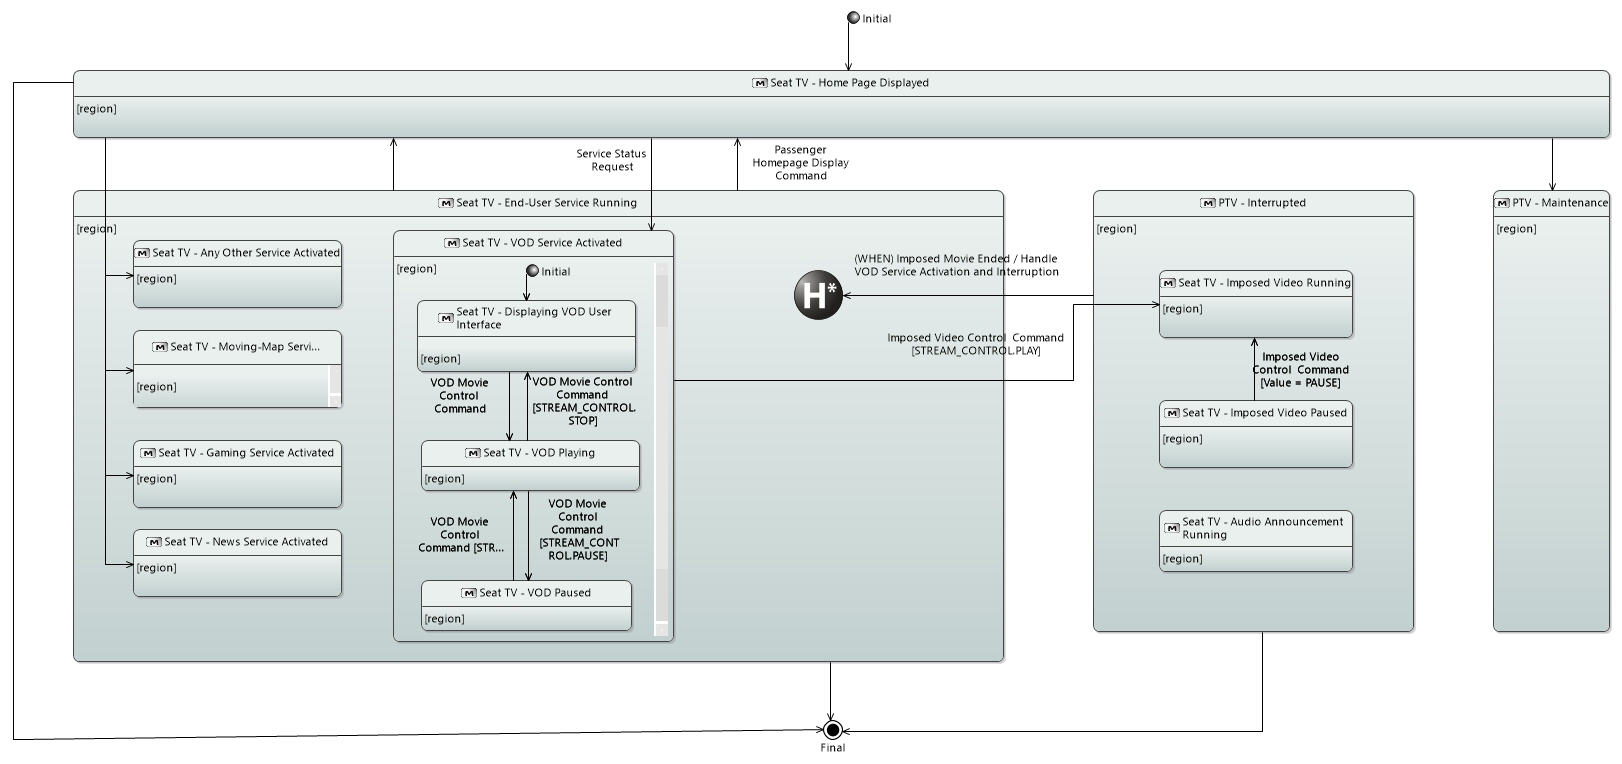 Initial
Seat TV - Home Page Displayed
[region]
Service Status
Request
Passenger
Homepage Display
Command
Seat TV - End-User Service Running
[region]
Seat TV - Any Other Service Activated
[region]
Seat TV - Moving-Map Servi...
[region]
Seat TV - Gaming Service Activated
[region]
Seat TV - News Service Activated
[region]
Seat TV - VOD Service Activated
[region]
Initial
Seat TV - Displaying VOD User
Interface
[region]
VOD Movie
Control
Command
VOD Movie Control
Command
[STREAM_CONTROL.
STOP]
Seat TV - VOD Playing
[region]
VOD Movie
Control
Command [STR...
VOD Movie
Control
Command
[STREAM_CONT
ROL.PAUSE]
Seat TV - VOD Paused
[region]
H*
(WHEN) Imposed Movie Ended / Handle
VOD Service Activation and Interruption
Imposed Video Control  Command
[STREAM_CONTROL.PLAY]
PTV - Interrupted
[region]
Seat TV - Imposed Video Running
[region]
Imposed Video
Control  Command
[Value = PAUSE]
Seat TV - Imposed Video Paused
[region]
Seat TV - Audio Announcement
Running
[region]
PTV - Maintenance
[region]
Final